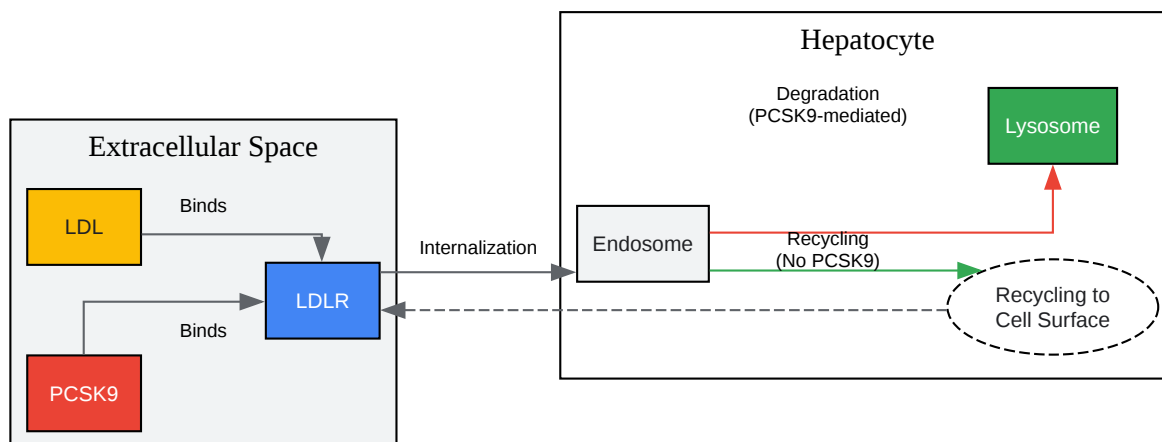 Hepatocyte
Degradation
(PCSK9-mediated)
Lysosome
Extracellular Space
LDL
Binds
Endosome
Internalization
Recycling
(No PCSK9)
LDLR
Recycling to
Cell Surface
Binds
PCSK9